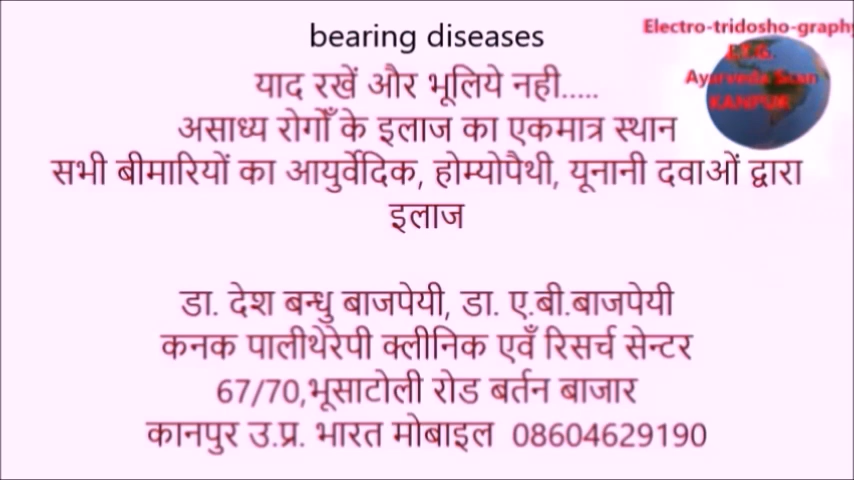 bearing diseases
Electro-tridosho-graphy
E.T.G.
Ayurveda Scan
KANPUR
याद रखें और भूलिये नही.....
असाध्य रोगोँ के इलाज का एकमात्र स्थान
सभी बीमारियों का आयुर्वेदिक, होम्योपैथी, यूनानी दवाओं द्वारा
इलाज
डा. देश बन्धु बाजपेयी, डा. ए.बी.बाजपेयी
कनक पालीथेरेपी क्लीनिक एवँ रिसर्च सेन्टर
67/70,भूसाटोली रोड बर्तन बाजार
कानपुर उ.प्र. भारत मोबाइल 08604629190